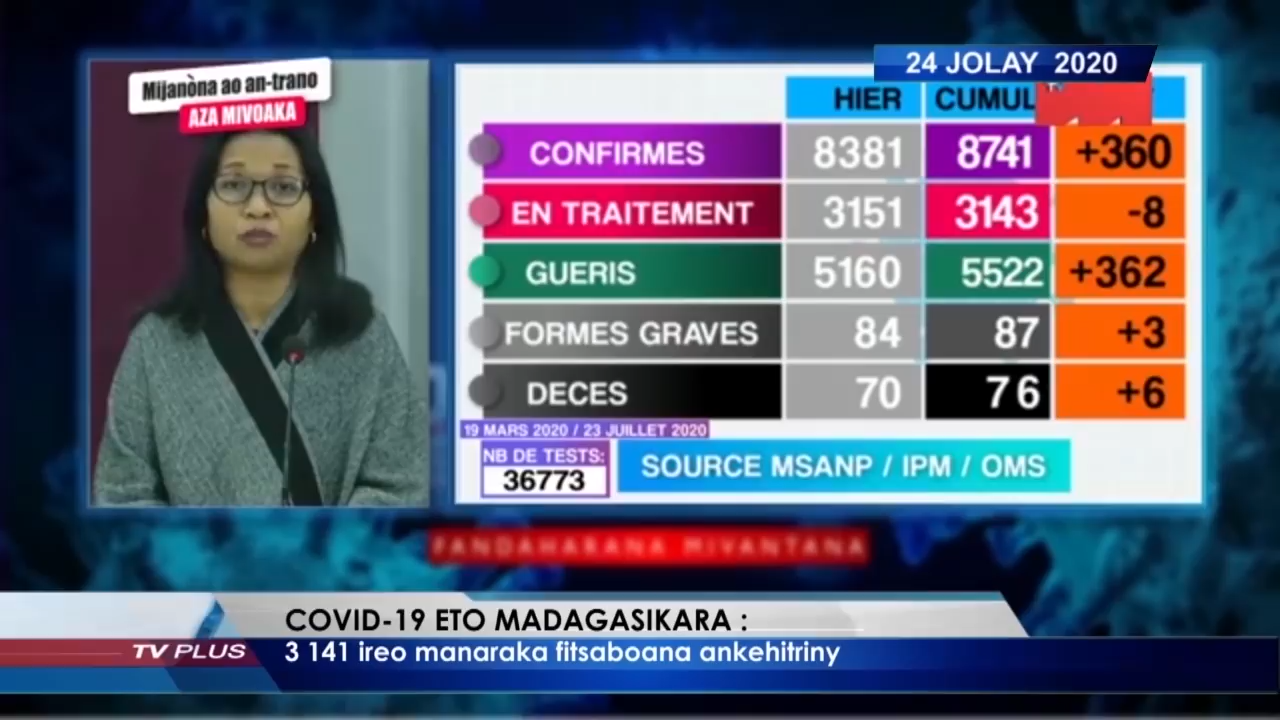 Mijanòna ao an-trano
AZA MIVOAKA
24 JOLAY 2020
HIER CUMUL
CONFIRMES 8381 8741 +360
EN TRAITEMENT 3151 3143 -8
GUERIS 5160 5522 +362
FORMES GRAVES 84 87 +3
DECES 70 76 +6
19 MARS 2020 / 23 JUILLET 2020
NB DE TESTS:
36773
SOURCE MSANP / IPM / OMS
FANDAHARANA MIVANTANA
COVID-19 ETO MADAGASIKARA :
TV PLUS
3 141 ireo manaraka fitsaboana ankehitriny